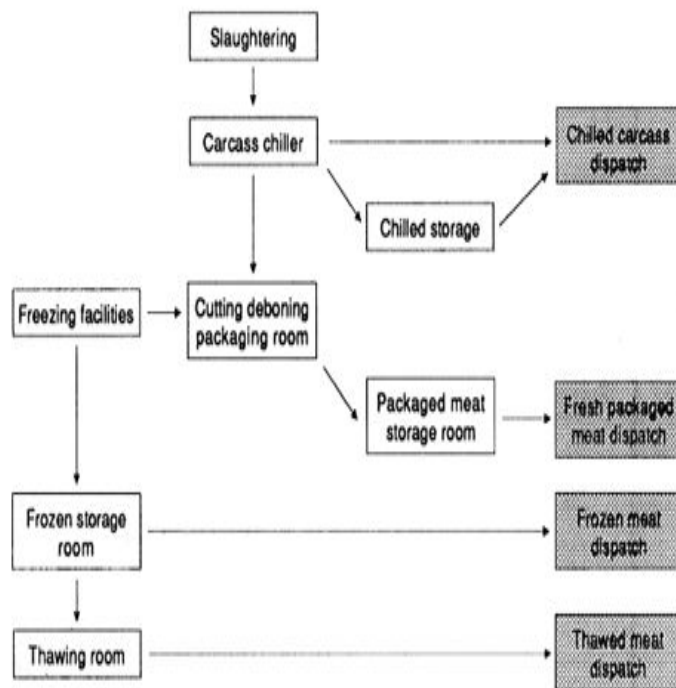 Slaughtering
Carcass chiller
Chilled carcass
dispatch
Chilled storage
Freezing facilities
Cutting deboning
packaging room
Packaged meat
storage room
Fresh packaged
meat dispatch
Frozen storage
room
Frozen meat
dispatch
Thawing room
Thawed meat
dispatch